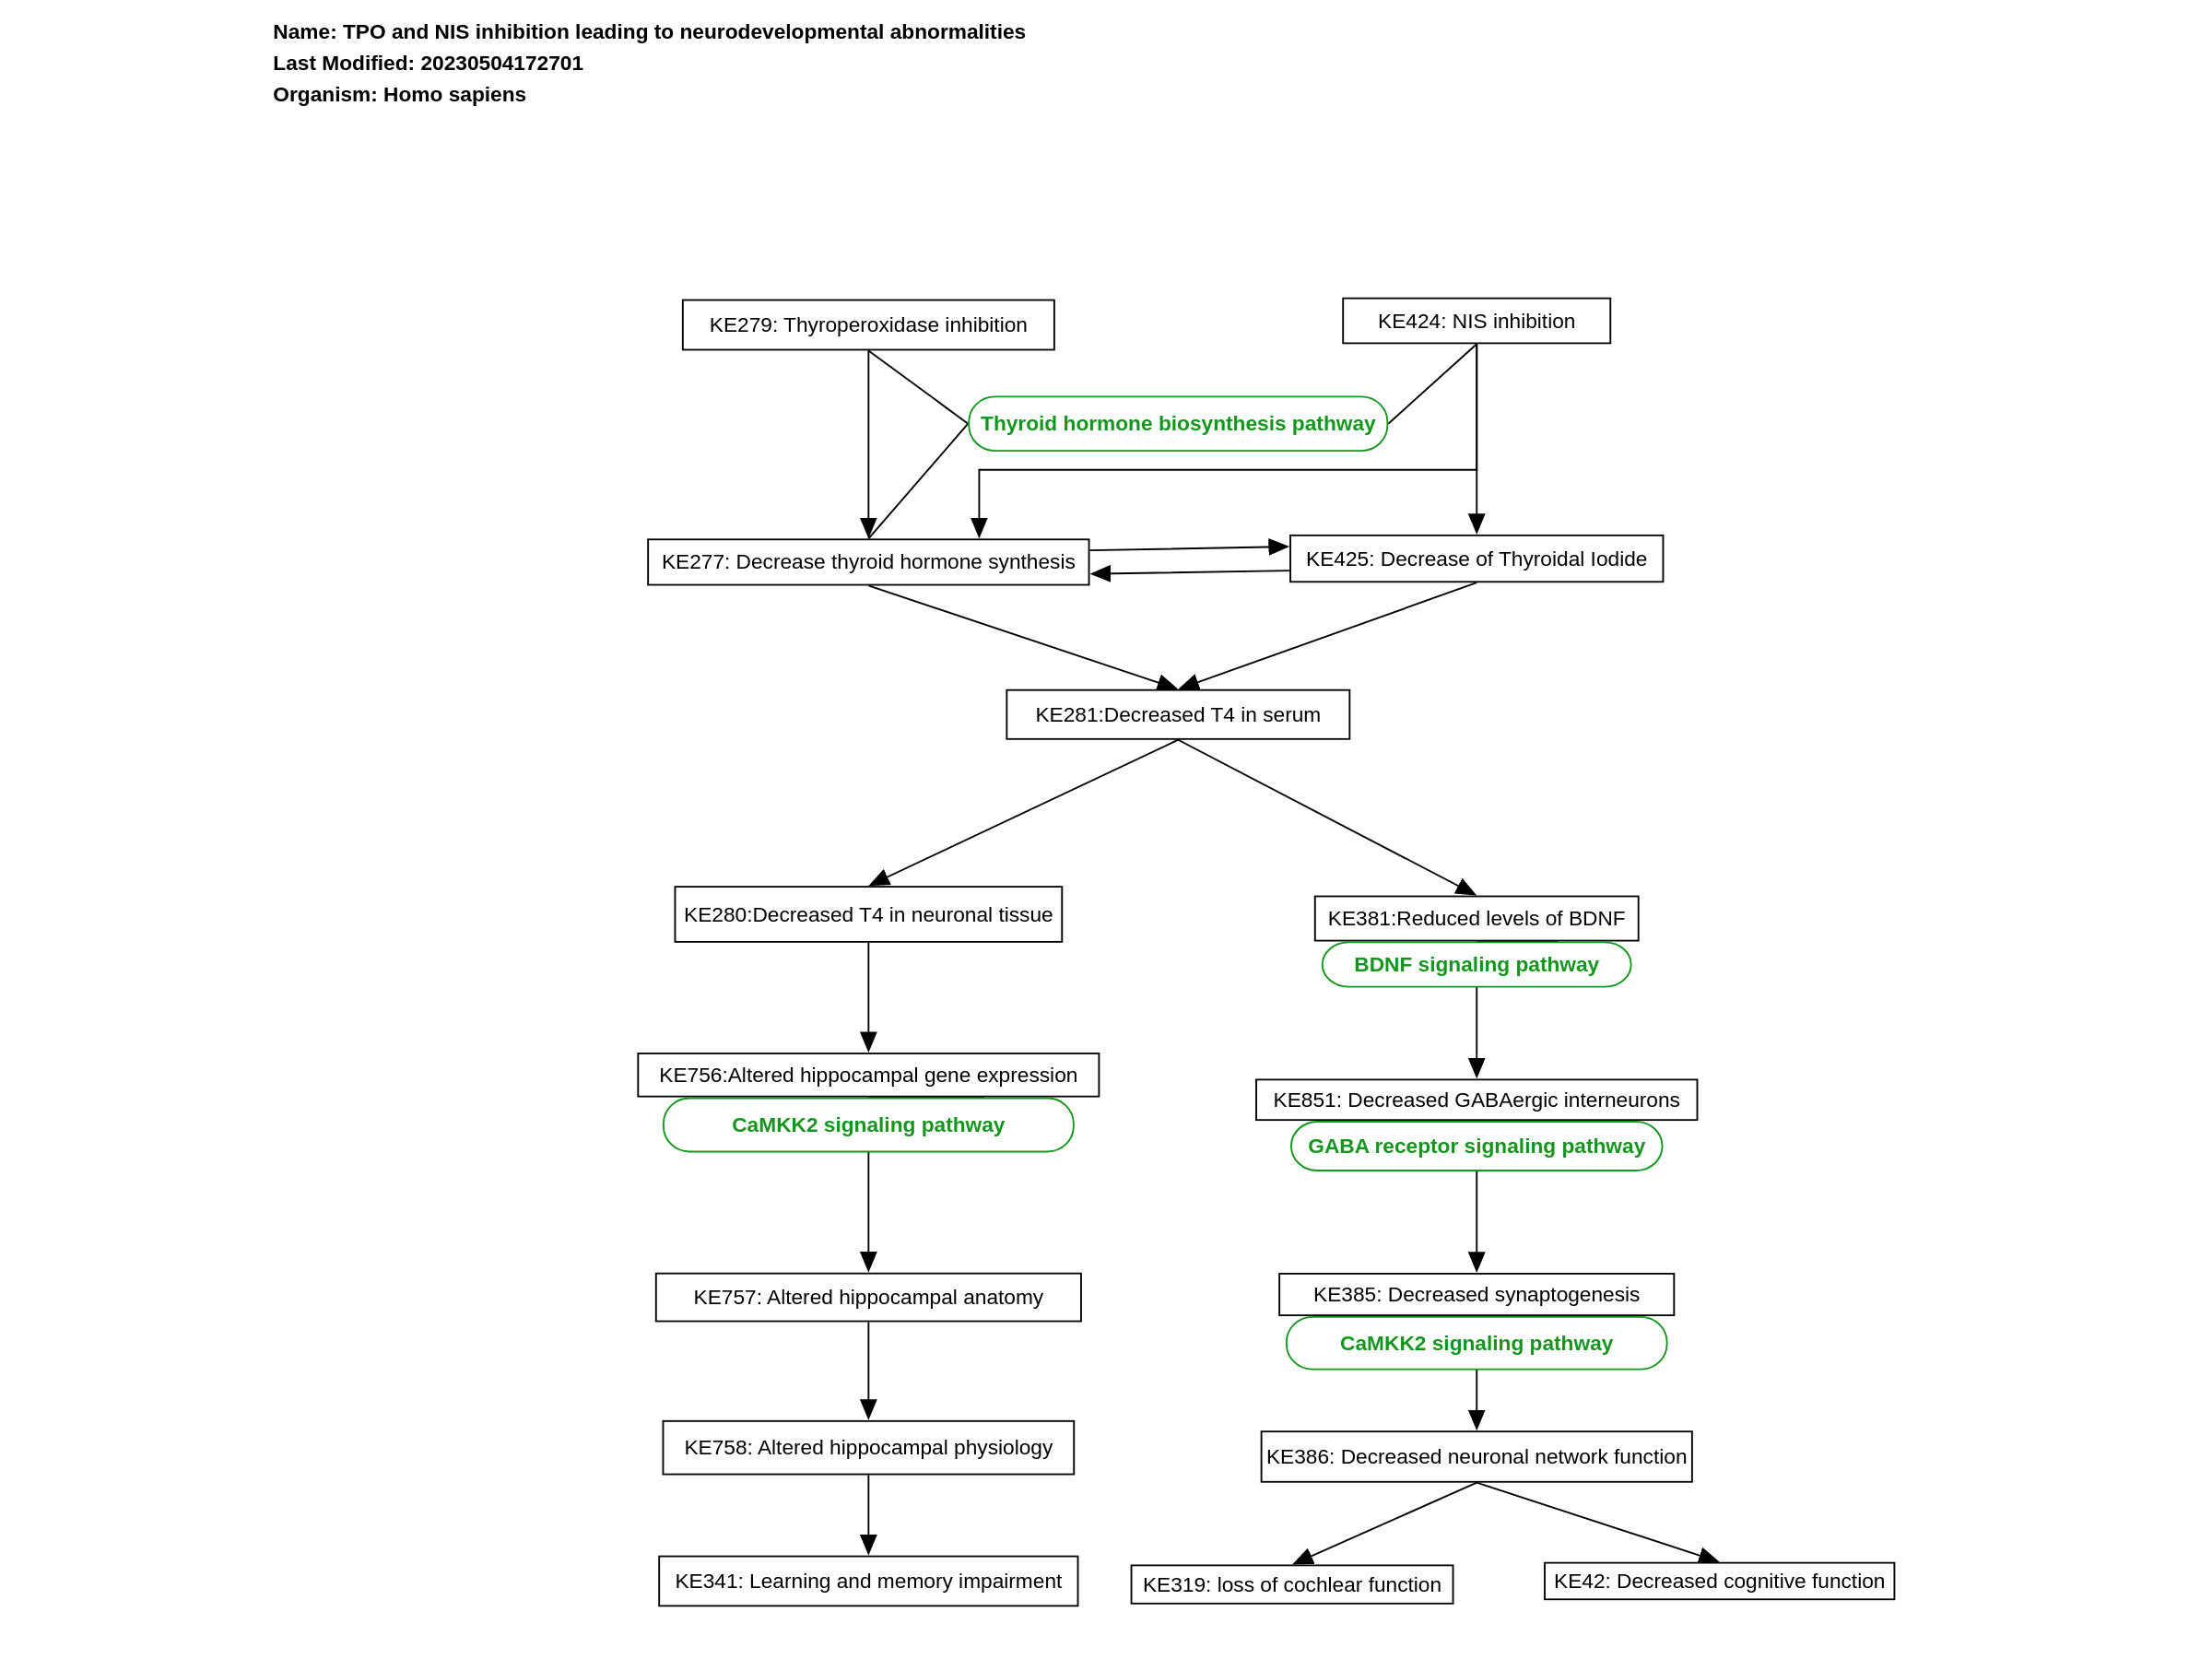 Name: TPO and NIS inhibition leading to neurodevelopmental abnormalities
Last Modified: 20230504172701
Organism: Homo sapiens
KE279: Thyroperoxidase inhibition
KE424: NIS inhibition
Thyroid hormone biosynthesis pathway
KE277: Decrease thyroid hormone synthesis
KE425: Decrease of Thyroidal Iodide
KE281:Decreased T4 in serum
KE280:Decreased T4 in neuronal tissue
KE381:Reduced levels of BDNF
BDNF signaling pathway
KE756:Altered hippocampal gene expression
KE851: Decreased GABAergic interneurons
CaMKK2 signaling pathway
GABA receptor signaling pathway
KE757: Altered hippocampal anatomy
KE385: Decreased synaptogenesis
CaMKK2 signaling pathway
KE758: Altered hippocampal physiology
KE386: Decreased neuronal network function
KE341: Learning and memory impairment
KE319: loss of cochlear function
KE42: Decreased cognitive function